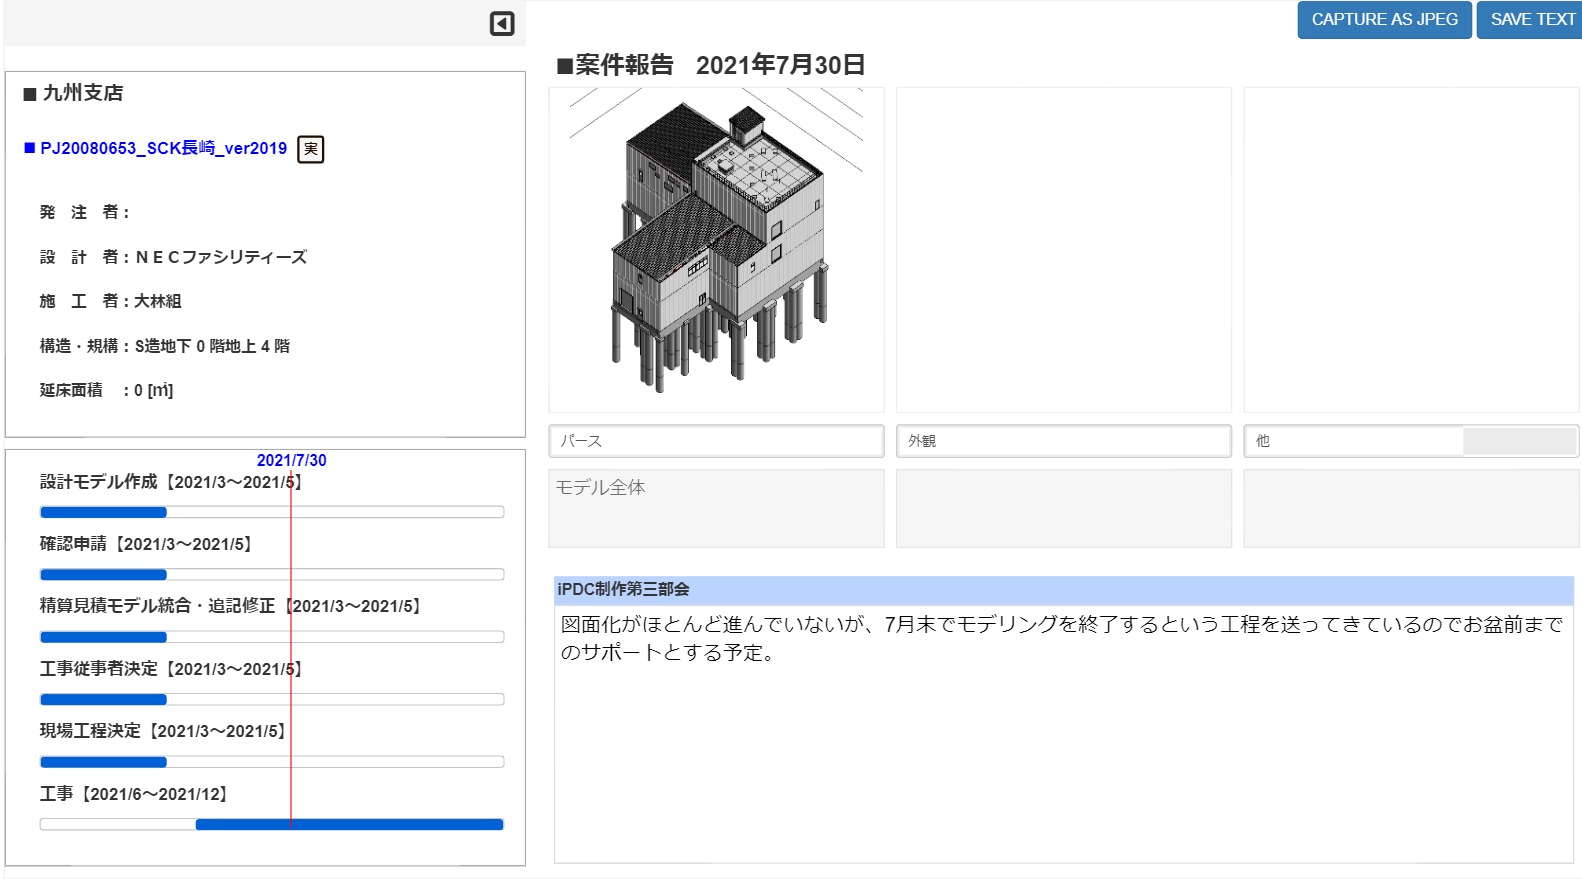 CAPTURE AS JPEG
SAVE TEXT
■ 九州支店
■ PJ20080653_SCK長崎_ver2019 実
発　注　者：
設　計　者：ＮＥＣファシリティーズ
施　工　者：大林組
構造・規構：S造地下 0 階地上 4 階
延床面積　：0 [㎡]
2021/7/30
設計モデル作成【2021/3～2021/5】
確認申請【2021/3～2021/5】
精算見積モデル統合・追記修正【2021/3～2021/5】
工事従事者決定【2021/3～2021/5】
現場工程決定【2021/3～2021/5】
工事【2021/6～2021/12】
■案件報告　2021年7月30日
パース
外観
他
モデル全体
iPDC制作第三部会
図面化がほとんど進んでいないが、7月末でモデリングを終了するという工程を送ってきているのでお盆前まで
のサポートとする予定。